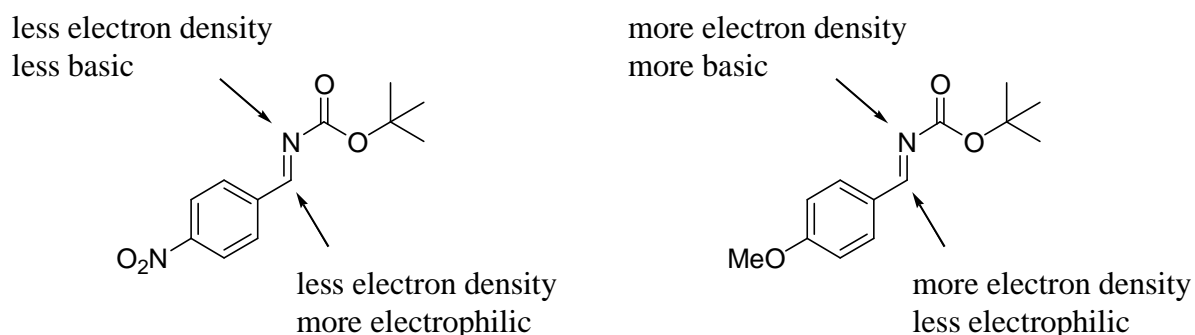 less electron density
less basic
more electron density
more basic
O
N
O
O₂N
less electron density
more electrophilic
O
N
O
MeO
more electron density
less electrophilic